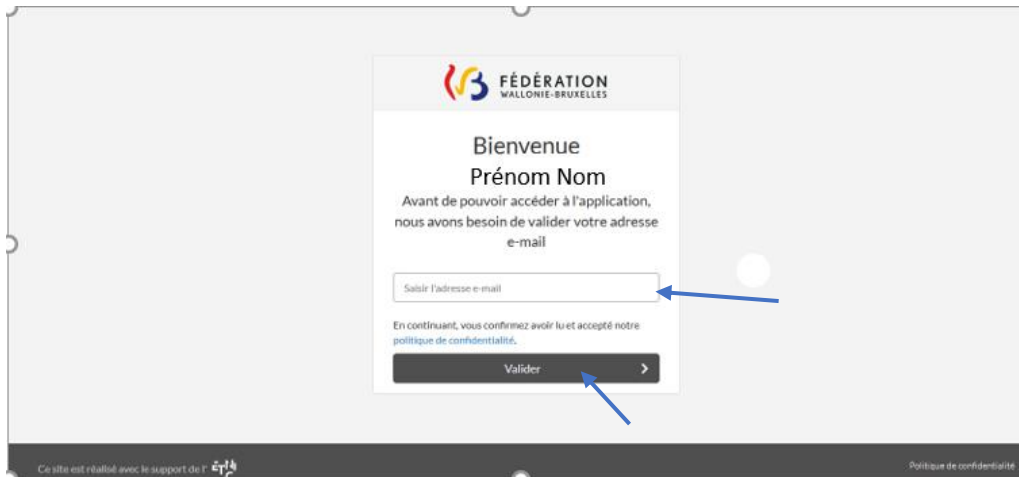 FÉDÉRATION
WALLONIE-BRUXELLES
Bienvenue
Prénom Nom
Avant de pouvoir accéder à l'application,
nous avons besoin de valider votre adresse
e-mail
Saisir l'adresse e-mail
En continuant, vous confirmez avoir lu et accepté notre
politique de confidentialité.
Valider
Ce site est réalisé avec le support de l'
Politique de confidentialité